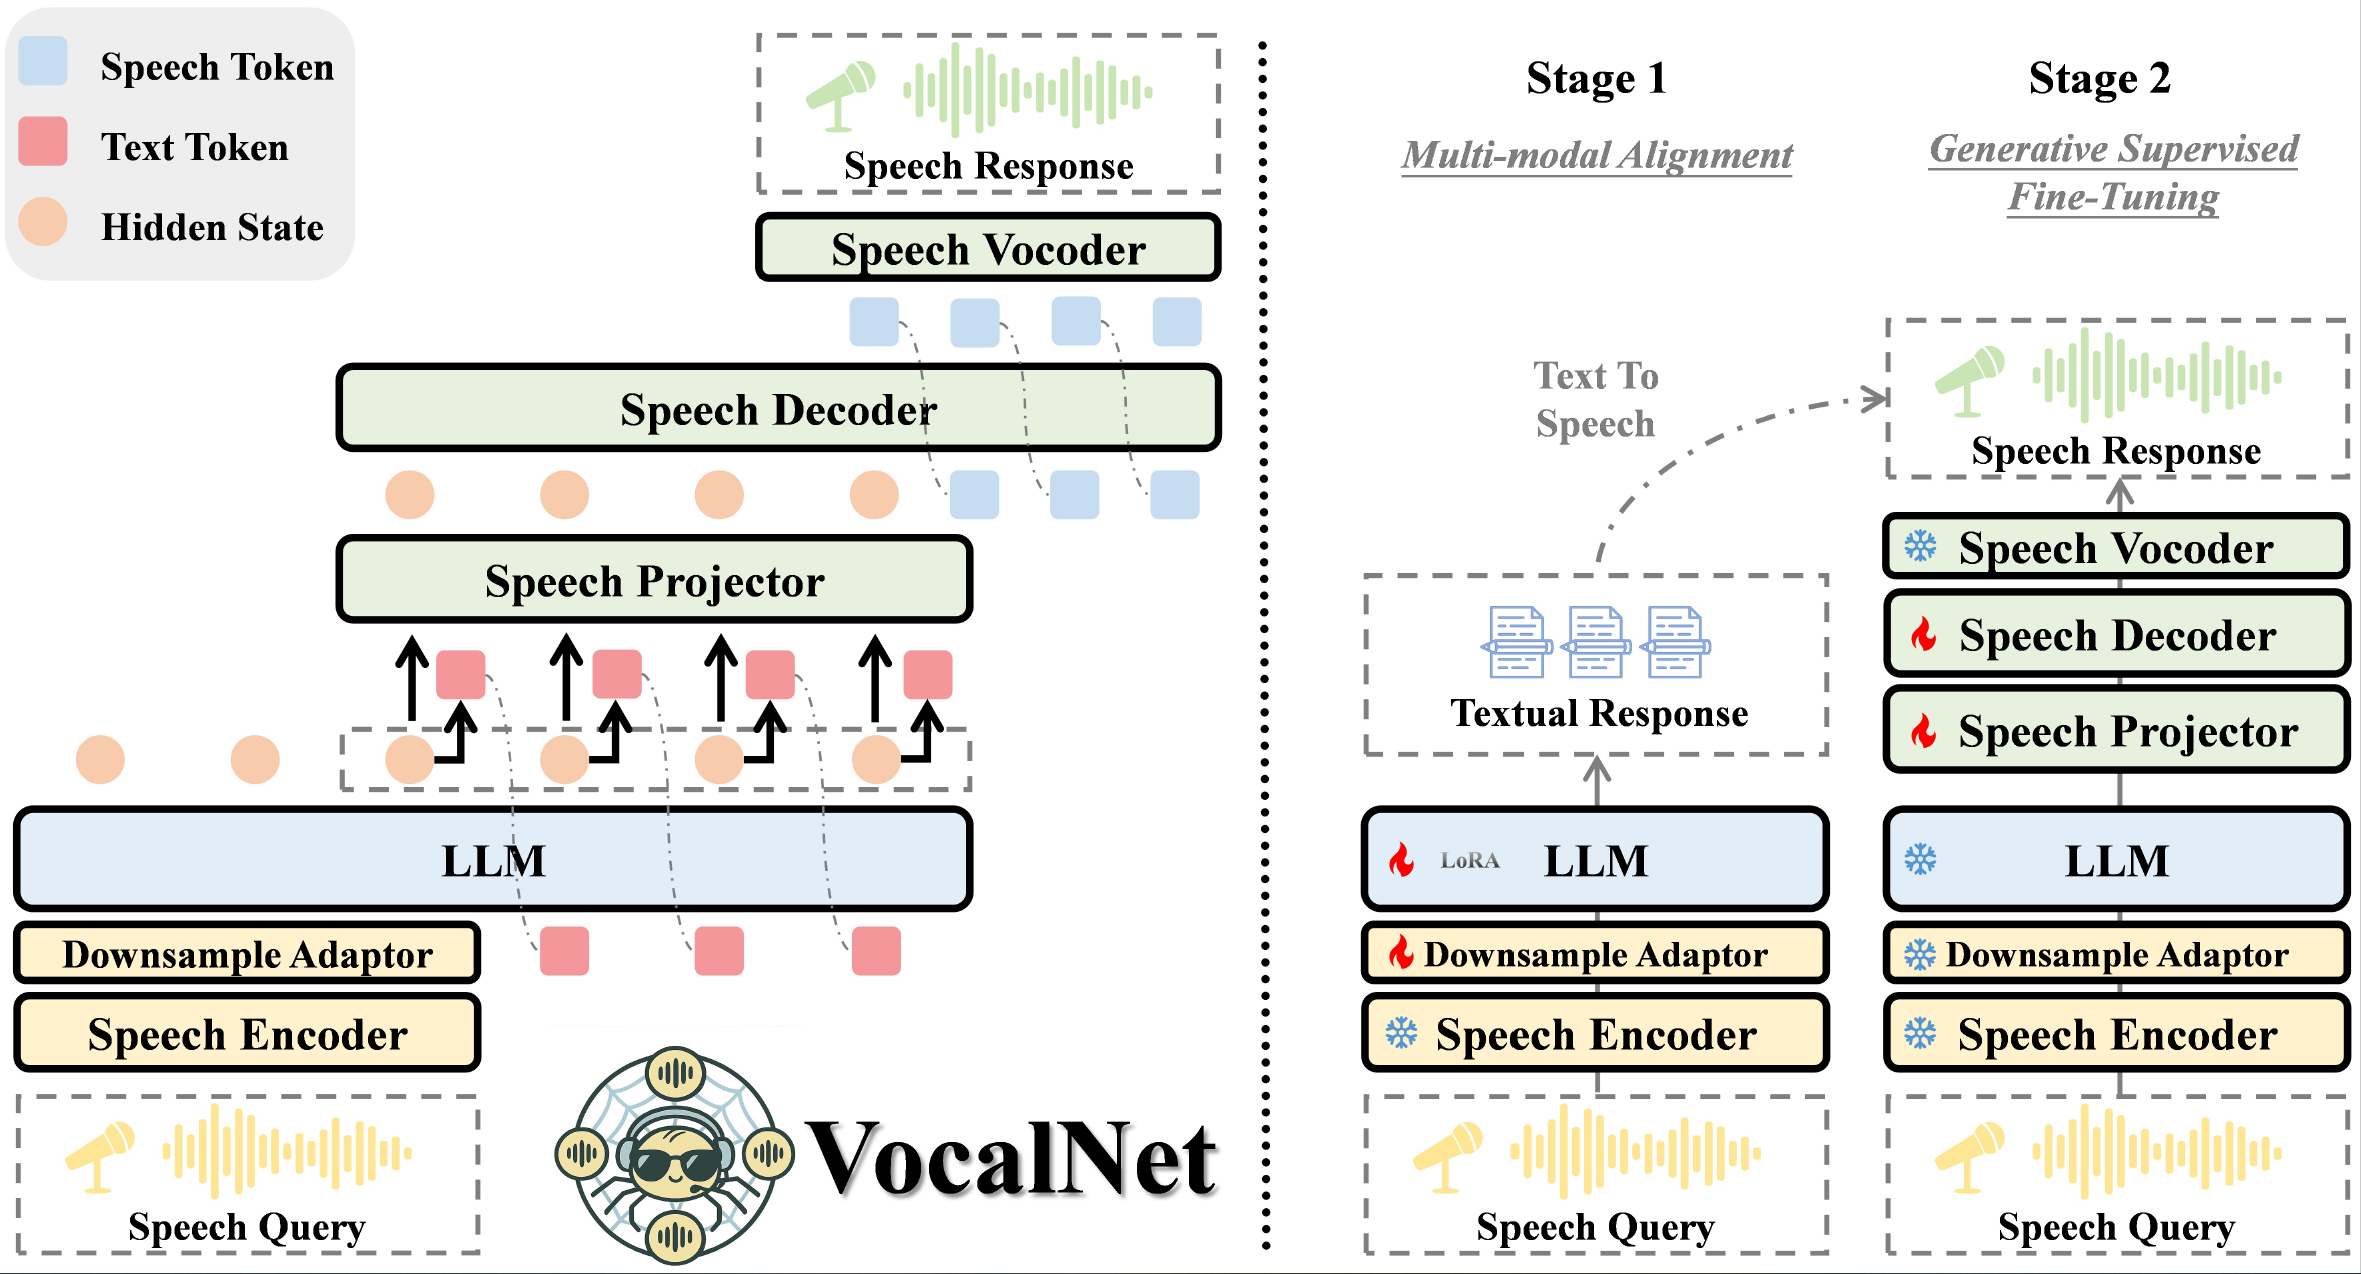 Speech Token
Text Token
Hidden State
Speech Response
Speech Vocoder
Speech Decoder
Speech Projector
LLM
Downsample Adaptor
Speech Encoder
Speech Query
VocalNet
Stage 1
Multi-modal Alignment
Text To
Speech
Textual Response
LoRA LLM
Downsample Adaptor
Speech Encoder
Speech Query
Stage 2
Generative Supervised
Fine-Tuning
Speech Response
Speech Vocoder
Speech Decoder
Speech Projector
LLM
Downsample Adaptor
Speech Encoder
Speech Query